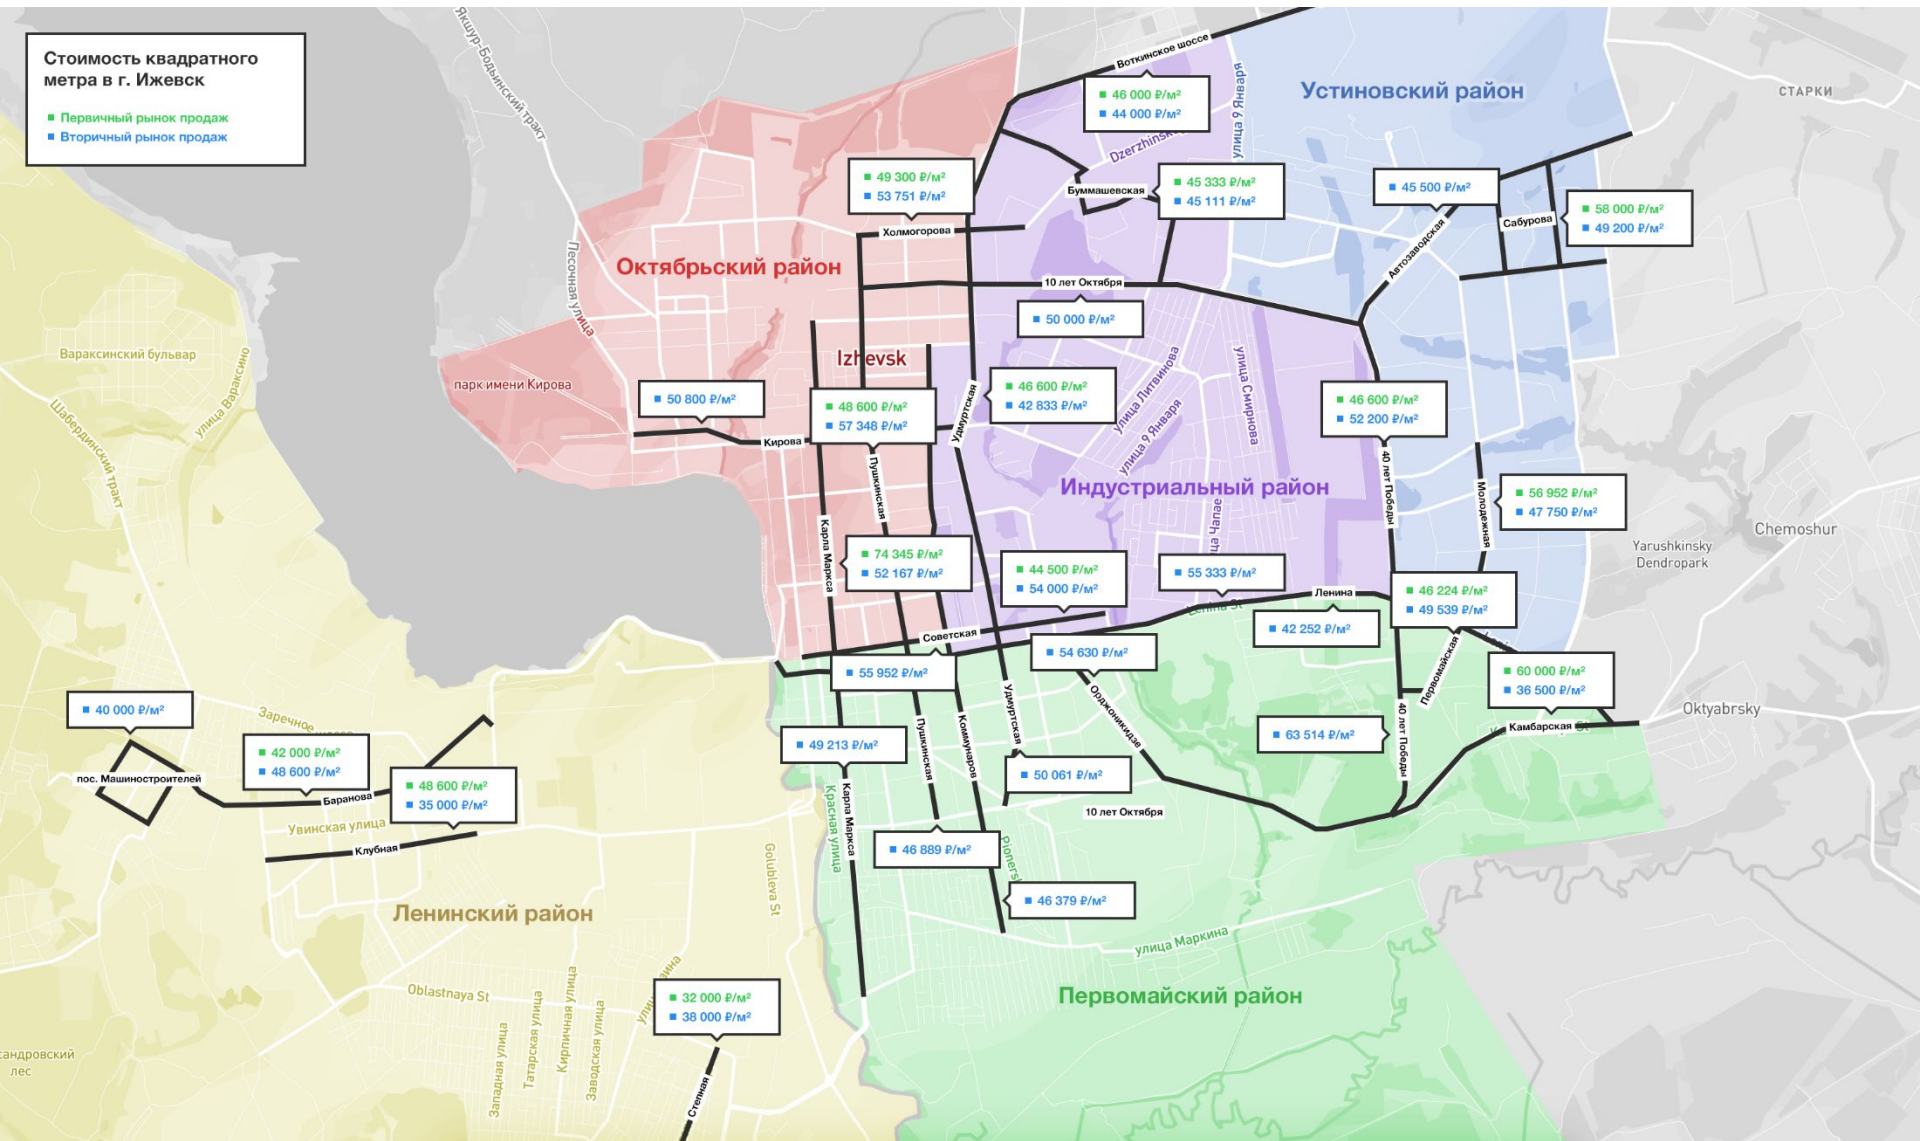 Стоимость квадратного
метра в г. Ижевск
Первичный рынок продаж
Вторичный рынок продаж
Якшур-Бодьинский тракт
Воткинское шоссе
46 000 ₽/м²
44 000 ₽/м²
улица 9 Января
Устиновский район
СТАРКИ
Dzerzhinsk
49 300 ₽/м²
53 751 ₽/м²
Буммашевская
45 333 ₽/м²
45 111 ₽/м²
45 500 ₽/м²
Сабурова
58 000 ₽/м²
49 200 ₽/м²
Холмогорова
Автозаводская
Песочная улица
Октябрьский район
10 лет Октября
50 000 ₽/м²
Вараксинский бульвар
улица Вараксино
Шабердинский тракт
Izhevsk
парк имени Кирова
улица Литвинова
улица 9 Января
улица Смирнова
50 800 ₽/м²
48 600 ₽/м²
57 348 ₽/м²
Удмуртская
46 600 ₽/м²
42 833 ₽/м²
46 600 ₽/м²
52 200 ₽/м²
Кирова
Пушкинская
40 лет Победы
Индустриальный район
Молодежная
56 952 ₽/м²
47 750 ₽/м²
Chemoshur
Yarushkinsky
Dendropark
Карла Маркса
ца Чапае
74 345 ₽/м²
52 167 ₽/м²
44 500 ₽/м²
54 000 ₽/м²
55 333 ₽/м²
Ленина
Lenina St
46 224 ₽/м²
49 539 ₽/м²
42 252 ₽/м²
Советская
54 630 ₽/м²
55 952 ₽/м²
Первомайская
60 000 ₽/м²
36 500 ₽/м²
Oktyabrsky
40 000 ₽/м²
Заречное
Удмуртская
Орджоникидзе
40 лет Победы
Камбарская
63 514 ₽/м²
49 213 ₽/м²
Пушкинская
Коммунаров
42 000 ₽/м²
48 600 ₽/м²
пос. Машиностроителей
Баранова
48 600 ₽/м²
35 000 ₽/м²
50 061 ₽/м²
10 лет Октября
Увинская улица
Клубная
Красная улица
Карла Маркса
46 889 ₽/м²
Pioners
46 379 ₽/м²
Golubleva St
Ленинский район
улица Маркина
Oblastnaya St
32 000 ₽/м²
38 000 ₽/м²
Первомайский район
Западная улица
Татарская улица
Кирпичная улица
Заводская улица
сандровский
лес
Степная